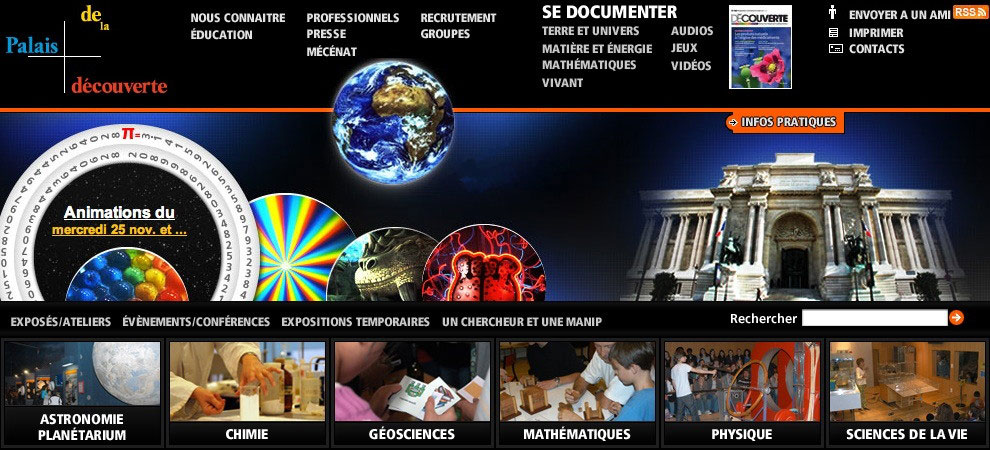 de
la
Palais
découverte
NOUS CONNAITRE
ÉDUCATION
PROFESSIONNELS
PRESSE
MÉCÉNAT
RECRUTEMENT
GROUPES
SE DOCUMENTER
TERRE ET UNIVERS
MATIÈRE ET ÉNERGIE
MATHÉMATIQUES
VIVANT
AUDIOS
JEUX
VIDÉOS
DÉCOUVERTE
ENVOYER A UN AMI
RSS
IMPRIMER
CONTACTS
INFOS PRATIQUES
π=3,141592
Animations du
mercredi 25 nov. et ...
EXPOSÉS/ATELIERS ÉVÈNEMENTS/CONFÉRENCES EXPOSITIONS TEMPORAIRES UN CHERCHEUR ET UNE MANIP
Rechercher
ASTRONOMIE
PLANÉTARIUM
CHIMIE
GÉOSCIENCES
MATHÉMATIQUES
PHYSIQUE
SCIENCES DE LA VIE